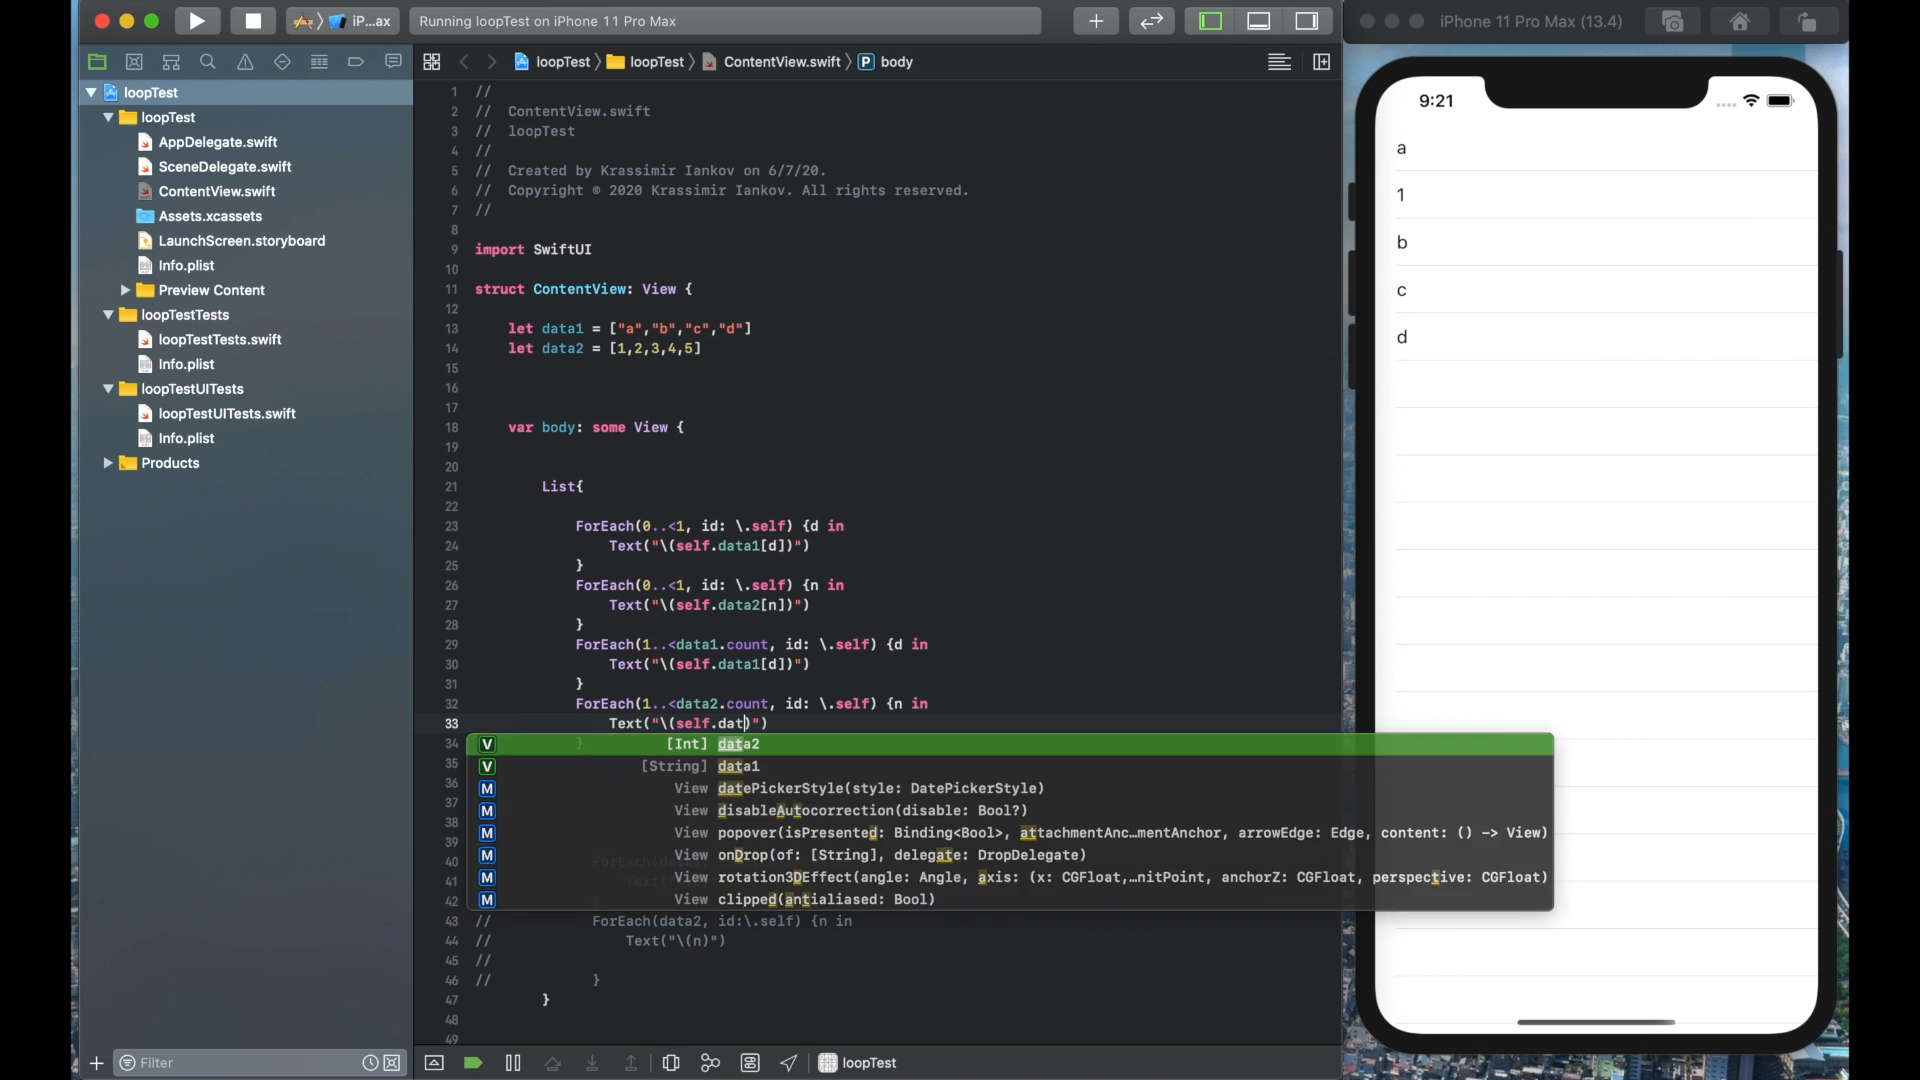 iP...ax
Running loopTest on iPhone 11 Pro Max
iPhone 11 Pro Max (13.4)
loopTest
loopTest
ContentView.swift
body
loopTest
loopTest
AppDelegate.swift
SceneDelegate.swift
ContentView.swift
Assets.xcassets
LaunchScreen.storyboard
Info.plist
Preview Content
loopTestTests
loopTestTests.swift
Info.plist
loopTestUITests
loopTestUITests.swift
Info.plist
Products
Filter
1 //
2 // ContentView.swift
3 // loopTest
4 //
5 // Created by Krassimir Iankov on 6/7/20.
6 // Copyright © 2020 Krassimir Iankov. All rights reserved.
7 //
8
9 import SwiftUI
10
11 struct ContentView: View {
12
13 let data1 = ["a","b","c","d"]
14 let data2 = [1,2,3,4,5]
15
16
17
18 var body: some View {
19
20
21 List{
22
23 ForEach(0..<1, id: \.self) {d in
24 Text("\(self.data1[d])")
25 }
26 ForEach(0..<1, id: \.self) {n in
27 Text("\(self.data2[n])")
28 }
29 ForEach(1..<data1.count, id: \.self) {d in
30 Text("\(self.data1[d])")
31 }
32 ForEach(1..<data2.count, id: \.self) {n in
33 Text("\(self.dat)")
34 }
V [Int] data2
35
V [String] data1
36
M View datePickerStyle(style: DatePickerStyle)
37
M View disableAutocorrection(disable: Bool?)
38
M View popover(isPresented: Binding<Bool>, attachmentAnc...mentAnchor, arrowEdge: Edge, content: () -> View)
39
M View onDrop(of: [String], delegate: DropDelegate)
40
M View rotation3DEffect(angle: Angle, axis: (x: CGFloat,...nitPoint, anchorZ: CGFloat, perspective: CGFloat)
41
M View clipped(antialiased: Bool)
42
43 // ForEach(data2, id:\.self) {n in
44 // Text("\(n)")
45 //
46 // }
47 }
48
49
loopTest
9:21
a
1
b
c
d